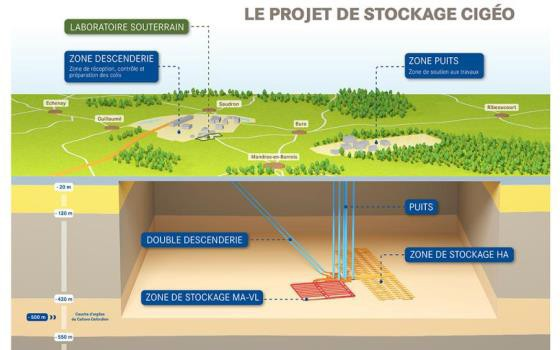 LE PROJET DE STOCKAGE CIGÉO
LABORATOIRE SOUTERRAIN
ZONE DESCENDERIE
Zone de réception, contrôle et
préparation des colis
ZONE PUITS
Zone de soutien aux travaux
Echenay
Saudron
Ribeaucourt
Guillaumé
Bure
Mandres-en-Barrois
- 20 m
- 120 m
PUITS
DOUBLE DESCENDERIE
ZONE DE STOCKAGE HA
ZONE DE STOCKAGE MA-VL
- 420 m
- 500 m
Couche d'argiles
du Callovo-Oxfordien
- 550 m